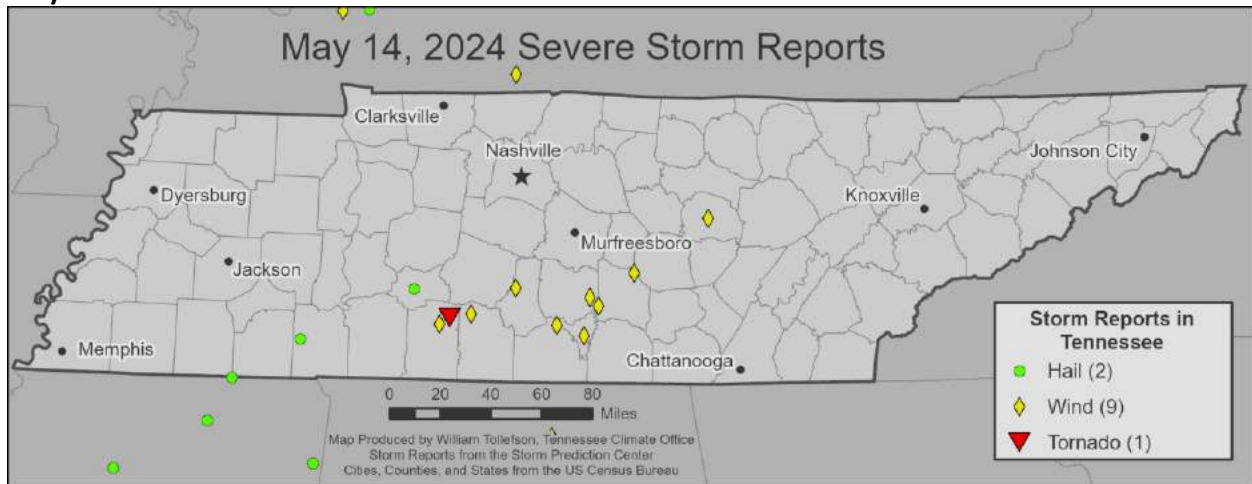 May 14, 2024 Severe Storm Reports
Clarksville
Nashville
Johnson City
Dyersburg
Knoxville
Murfreesboro
Jackson
Memphis
Chattanooga
Storm Reports in
Tennessee
Hail (2)
Wind (9)
Tornado (1)
0 20 40 60 80
Miles
Map Produced by William Tollefson, Tennessee Climate Office
Storm Reports from the Storm Prediction Center
Cities, Counties, and States from the US Census Bureau